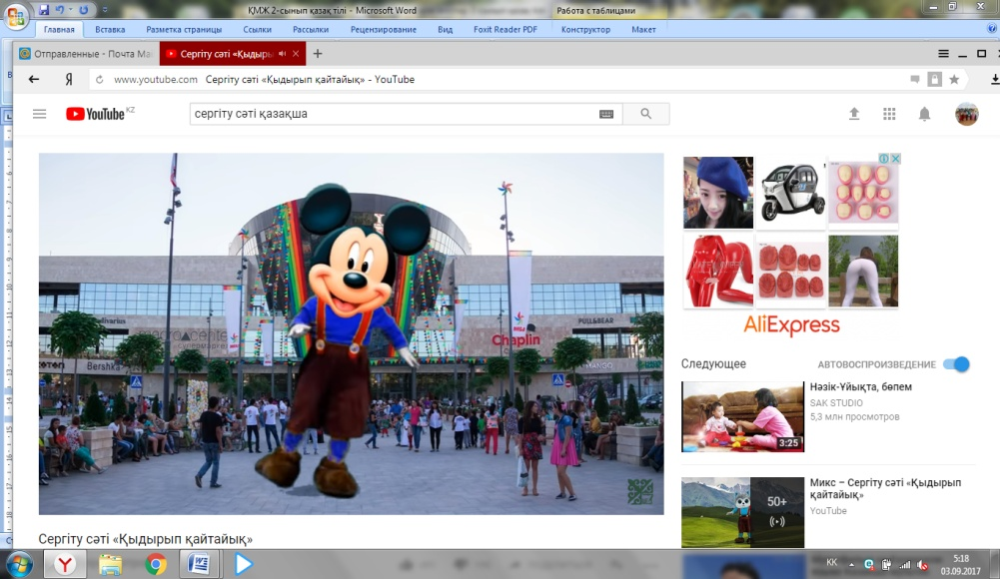 ҚМЖ 2-сынып қазақ тілі - Microsoft Word
Работа с таблицами
Главная Вставка Разметка страницы Ссылки Рассылки Рецензирование Вид Foxit Reader PDF Конструктор Макет
Отправленные - Почта Ма
Сергіту сәті «Қыдыры
www.youtube.com Сергіту сәті «Қыдырып қайтайық» - YouTube
YouTube KZ
сергіту сәті қазақша
PULL&BEAR
Chaplin
MANGO
Bershka
AliExpress
Следующее
АВТОВОСПРОИЗВЕДЕНИЕ
Нәзік-Ұйықта, бөпем
SAK STUDIO
5,3 млн просмотров
3:25
Микс – Сергіту сәті «Қыдырып
қайтайық»
YouTube
50+
Сергіту сәті «Қыдырып қайтайық»
KK
5:18
03.09.2017